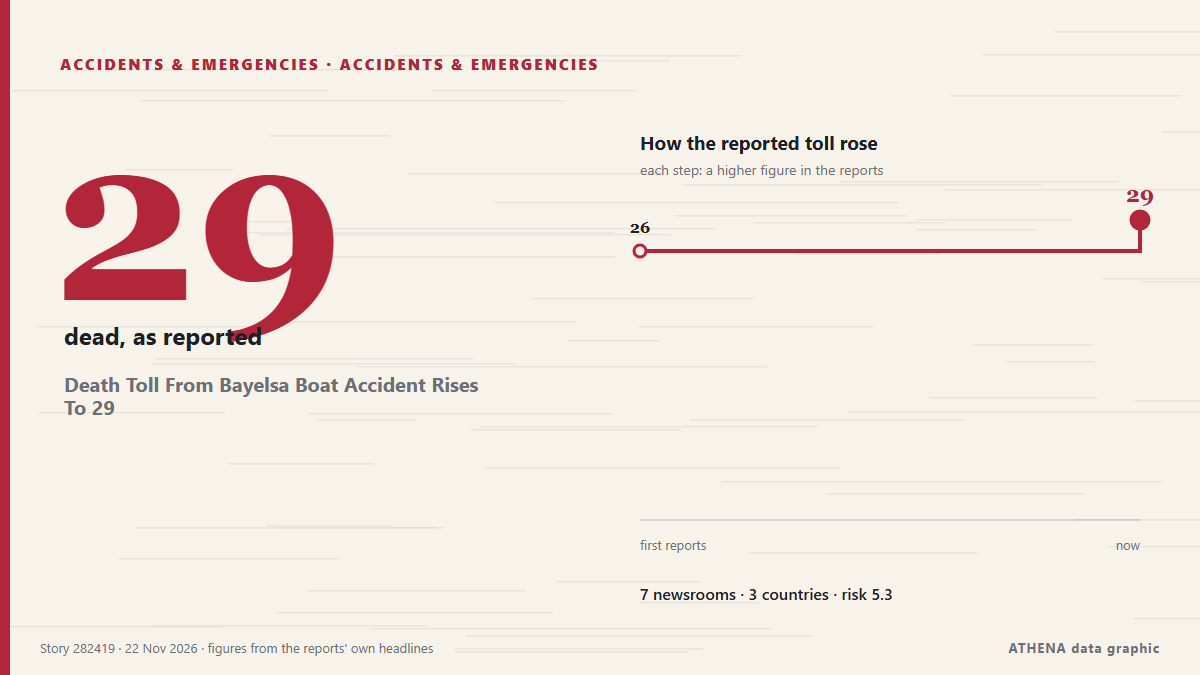 ACCIDENTS & EMERGENCIES · ACCIDENTS & EMERGENCIES
29
dead, as reported
Death Toll From Bayelsa Boat Accident Rises
To 29
How the reported toll rose
each step: a higher figure in the reports
26
29
first reports
now
7 newsrooms · 3 countries · risk 5.3
Story 282419 · 22 Nov 2026 · figures from the reports' own headlines
ATHENA data graphic